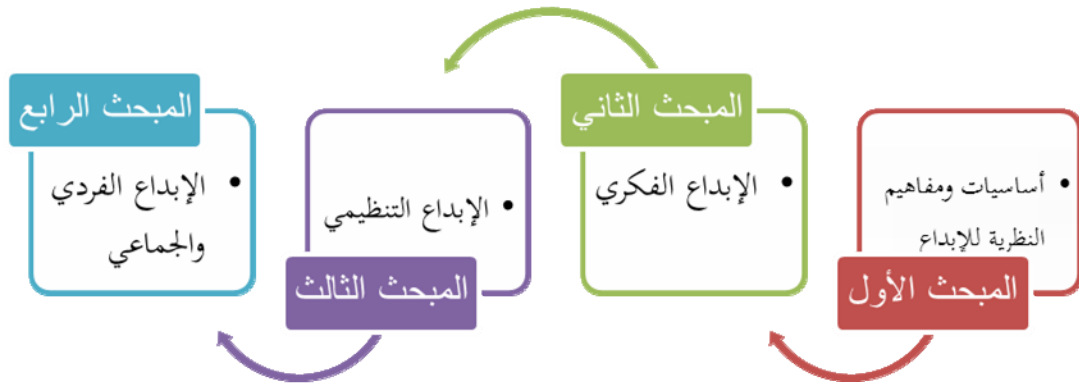 أساسيات ومفاهيم
النظرية للإبداع
المبحث الأول
المبحث الثاني
الإبداع الفكري
الإبداع التنظيمي
المبحث الثالث
المبحث الرابع
الإبداع الفردي
والجماعي